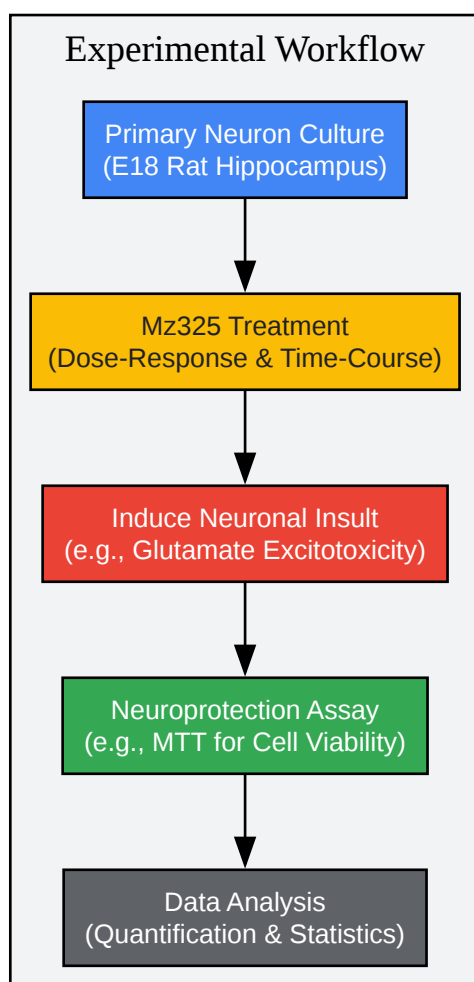 Experimental Workflow
Primary Neuron Culture
(E18 Rat Hippocampus)
Mz325 Treatment
(Dose-Response & Time-Course)
Induce Neuronal Insult
(e.g., Glutamate Excitotoxicity)
Neuroprotection Assay
(e.g., MTT for Cell Viability)
Data Analysis
(Quantification & Statistics)